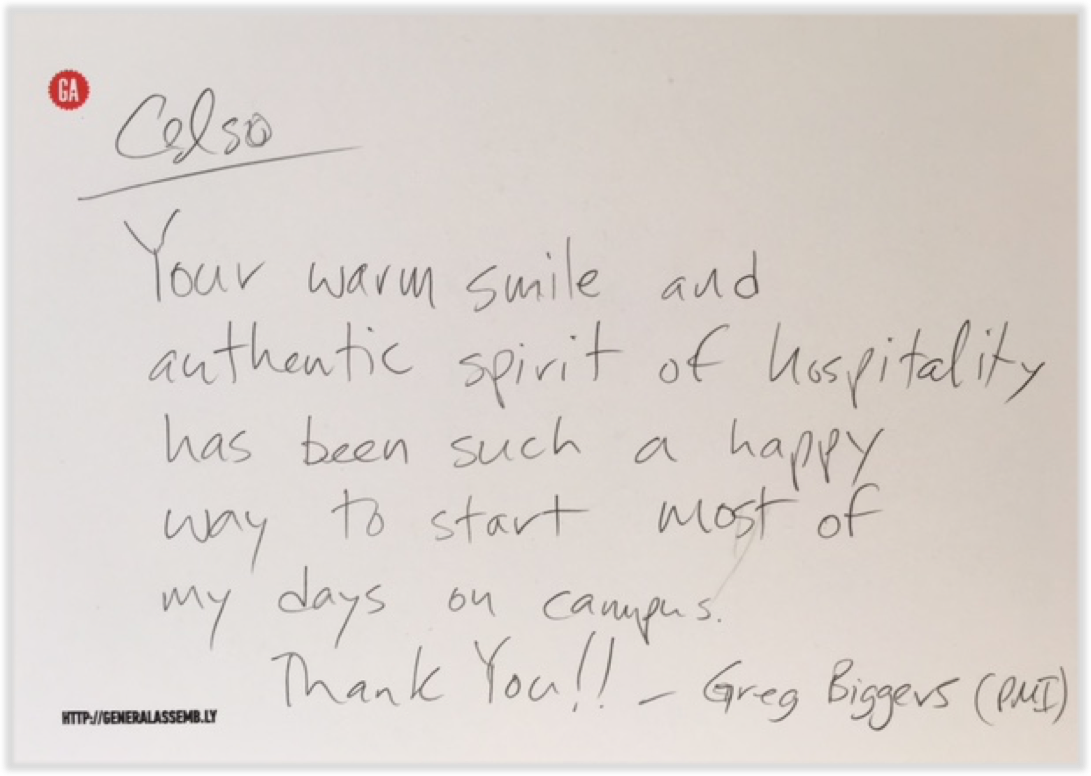 GA
Celso
Your warm smile and
authentic spirit of hospitality
has been such a happy
way to start most of
my days on campus.
Thank You!! - Greg Biggers (PMI)
HTTP://GENERALASSEMB.LY